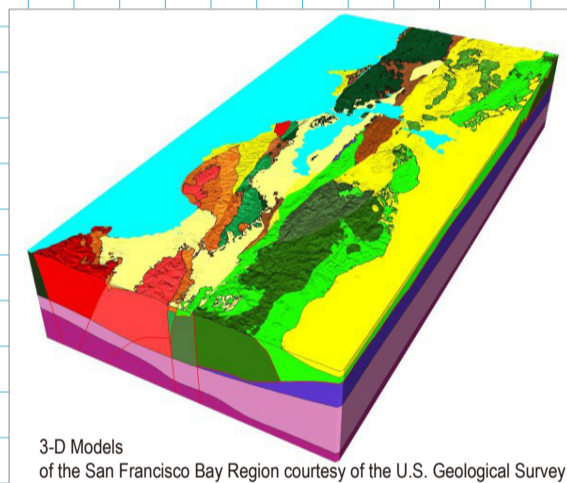 3-D Models
of the San Francisco Bay Region courtesy of the U.S. Geological Survey